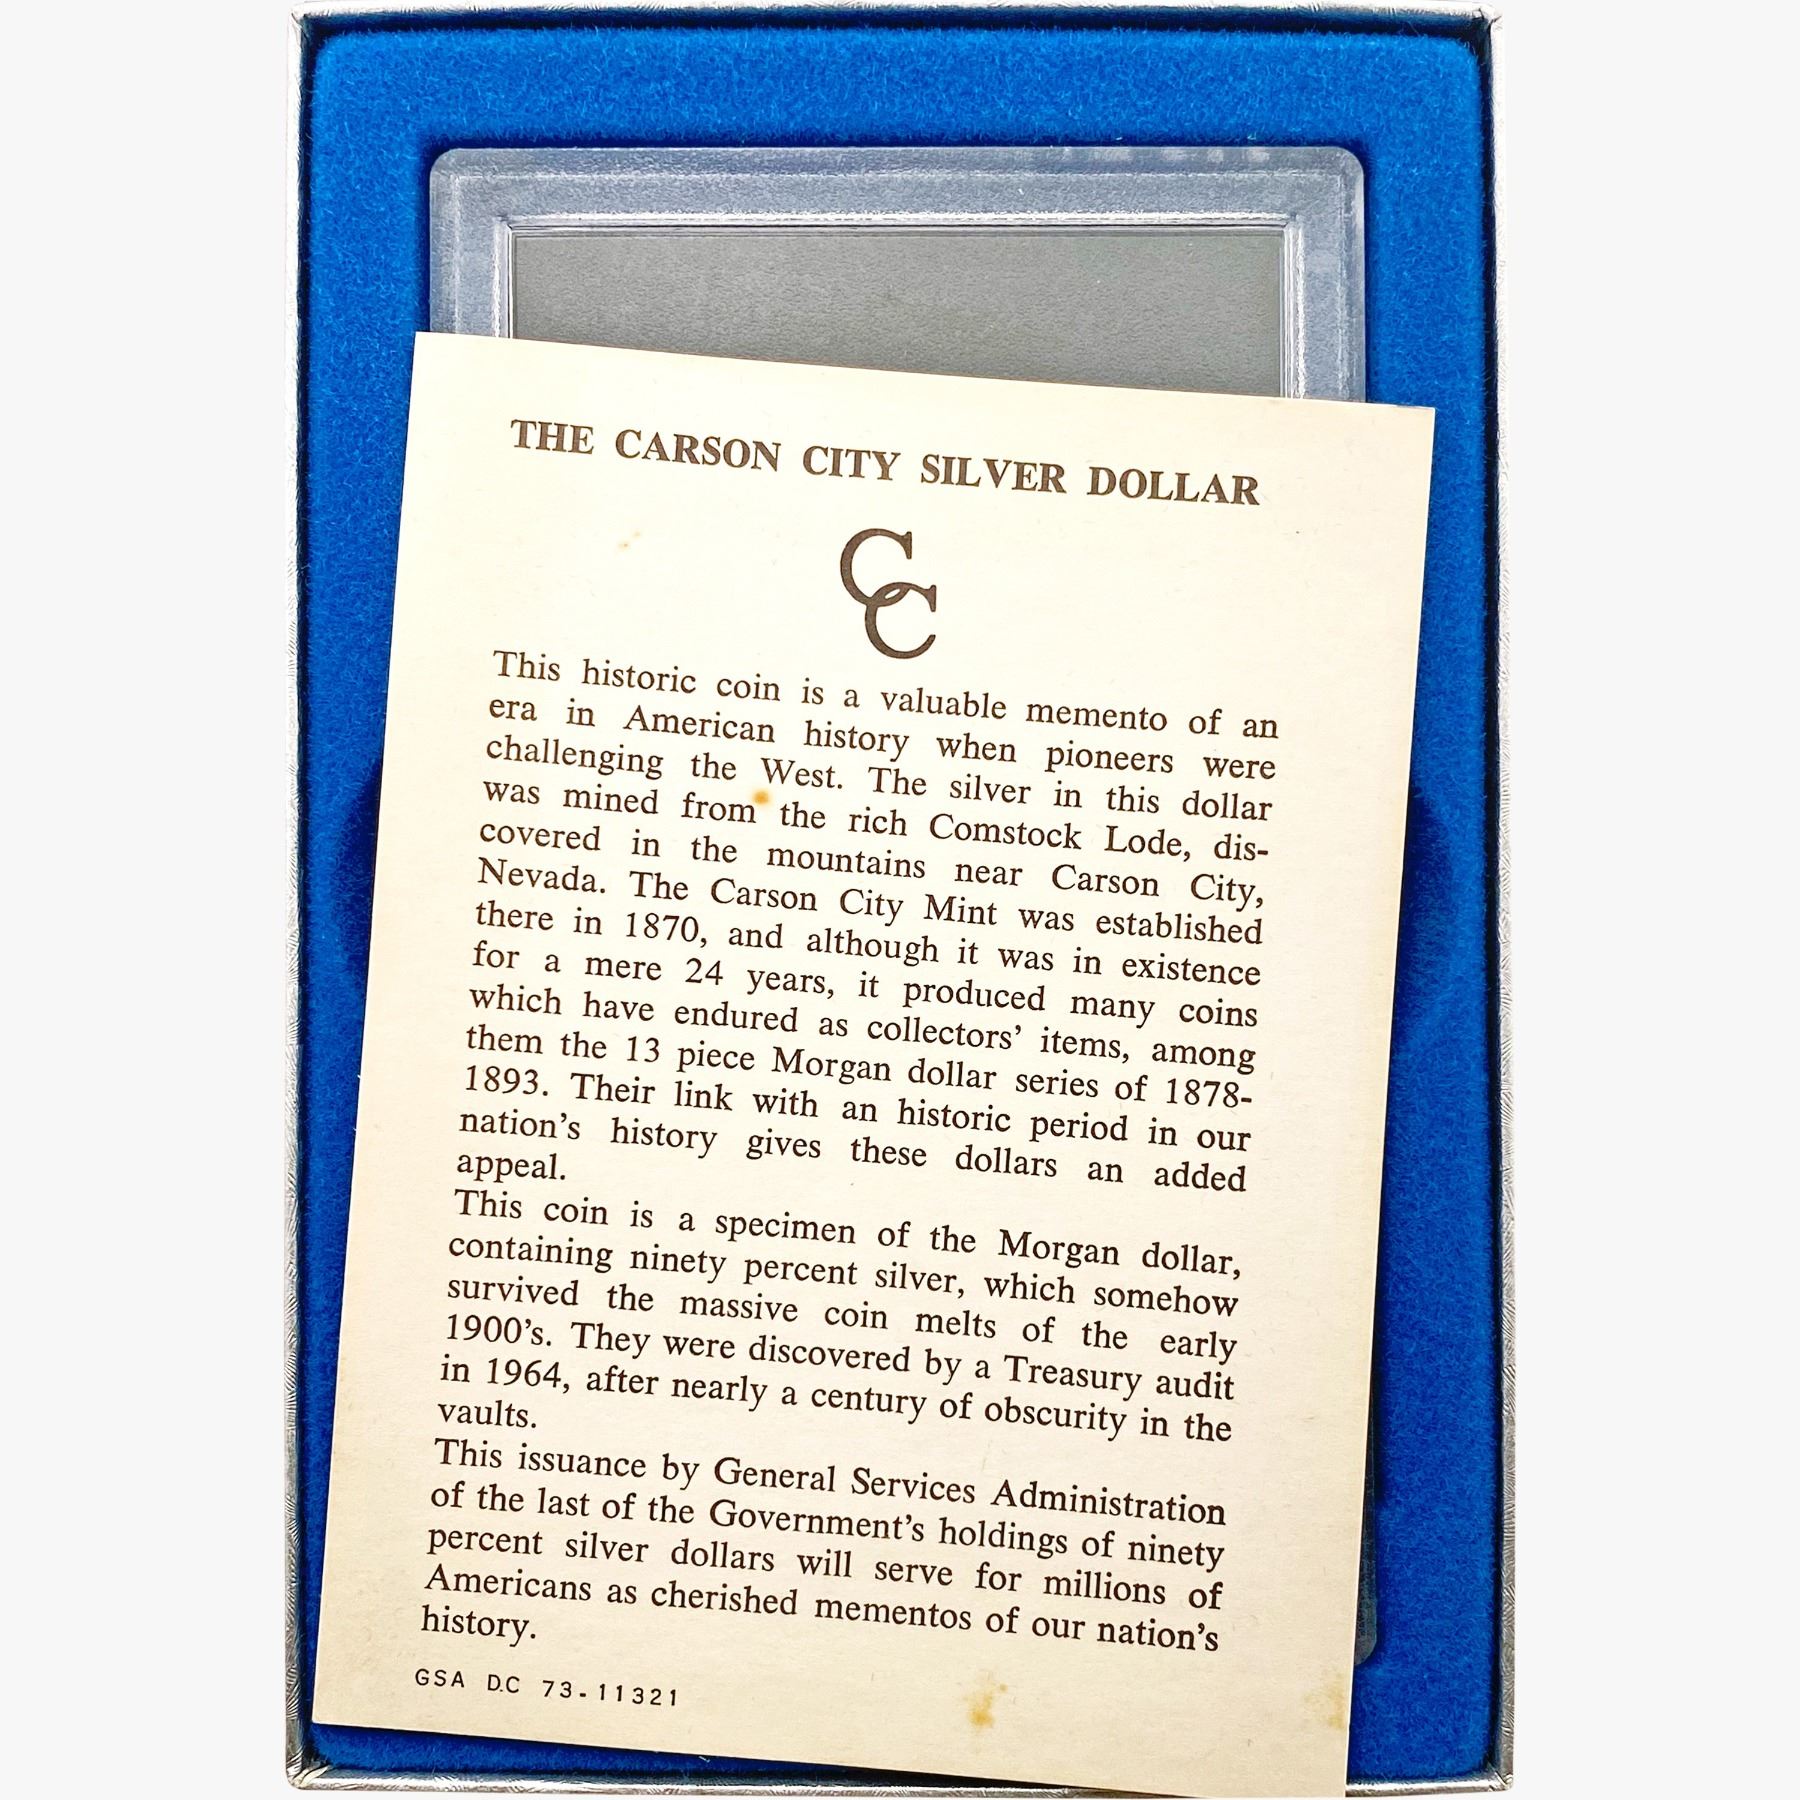 THE CARSON CITY SILVER DOLLAR
CC
This historic coin is a valuable memento of an
era in American history when pioneers were
challenging the West. The silver in this dollar
was mined from the rich Comstock Lode, dis-
covered in the mountains near Carson City,
Nevada. The Carson City Mint was established
there in 1870, and although it was in existence
for a mere 24 years, it produced many coins
which have endured as collectors' items, among
them the 13 piece Morgan dollar series of 1878-
1893. Their link with an historic period in our
nation's history gives these dollars an added
appeal.
This coin is a specimen of the Morgan dollar,
containing ninety percent silver, which somehow
survived the massive coin melts of the early
1900's. They were discovered by a Treasury audit
in 1964, after nearly a century of obscurity in the
vaults.
This issuance by General Services Administration
of the last of the Government's holdings of ninety
percent silver dollars will serve for millions of
Americans as cherished mementos of our nation's
history.
GSA D.C 73-11321